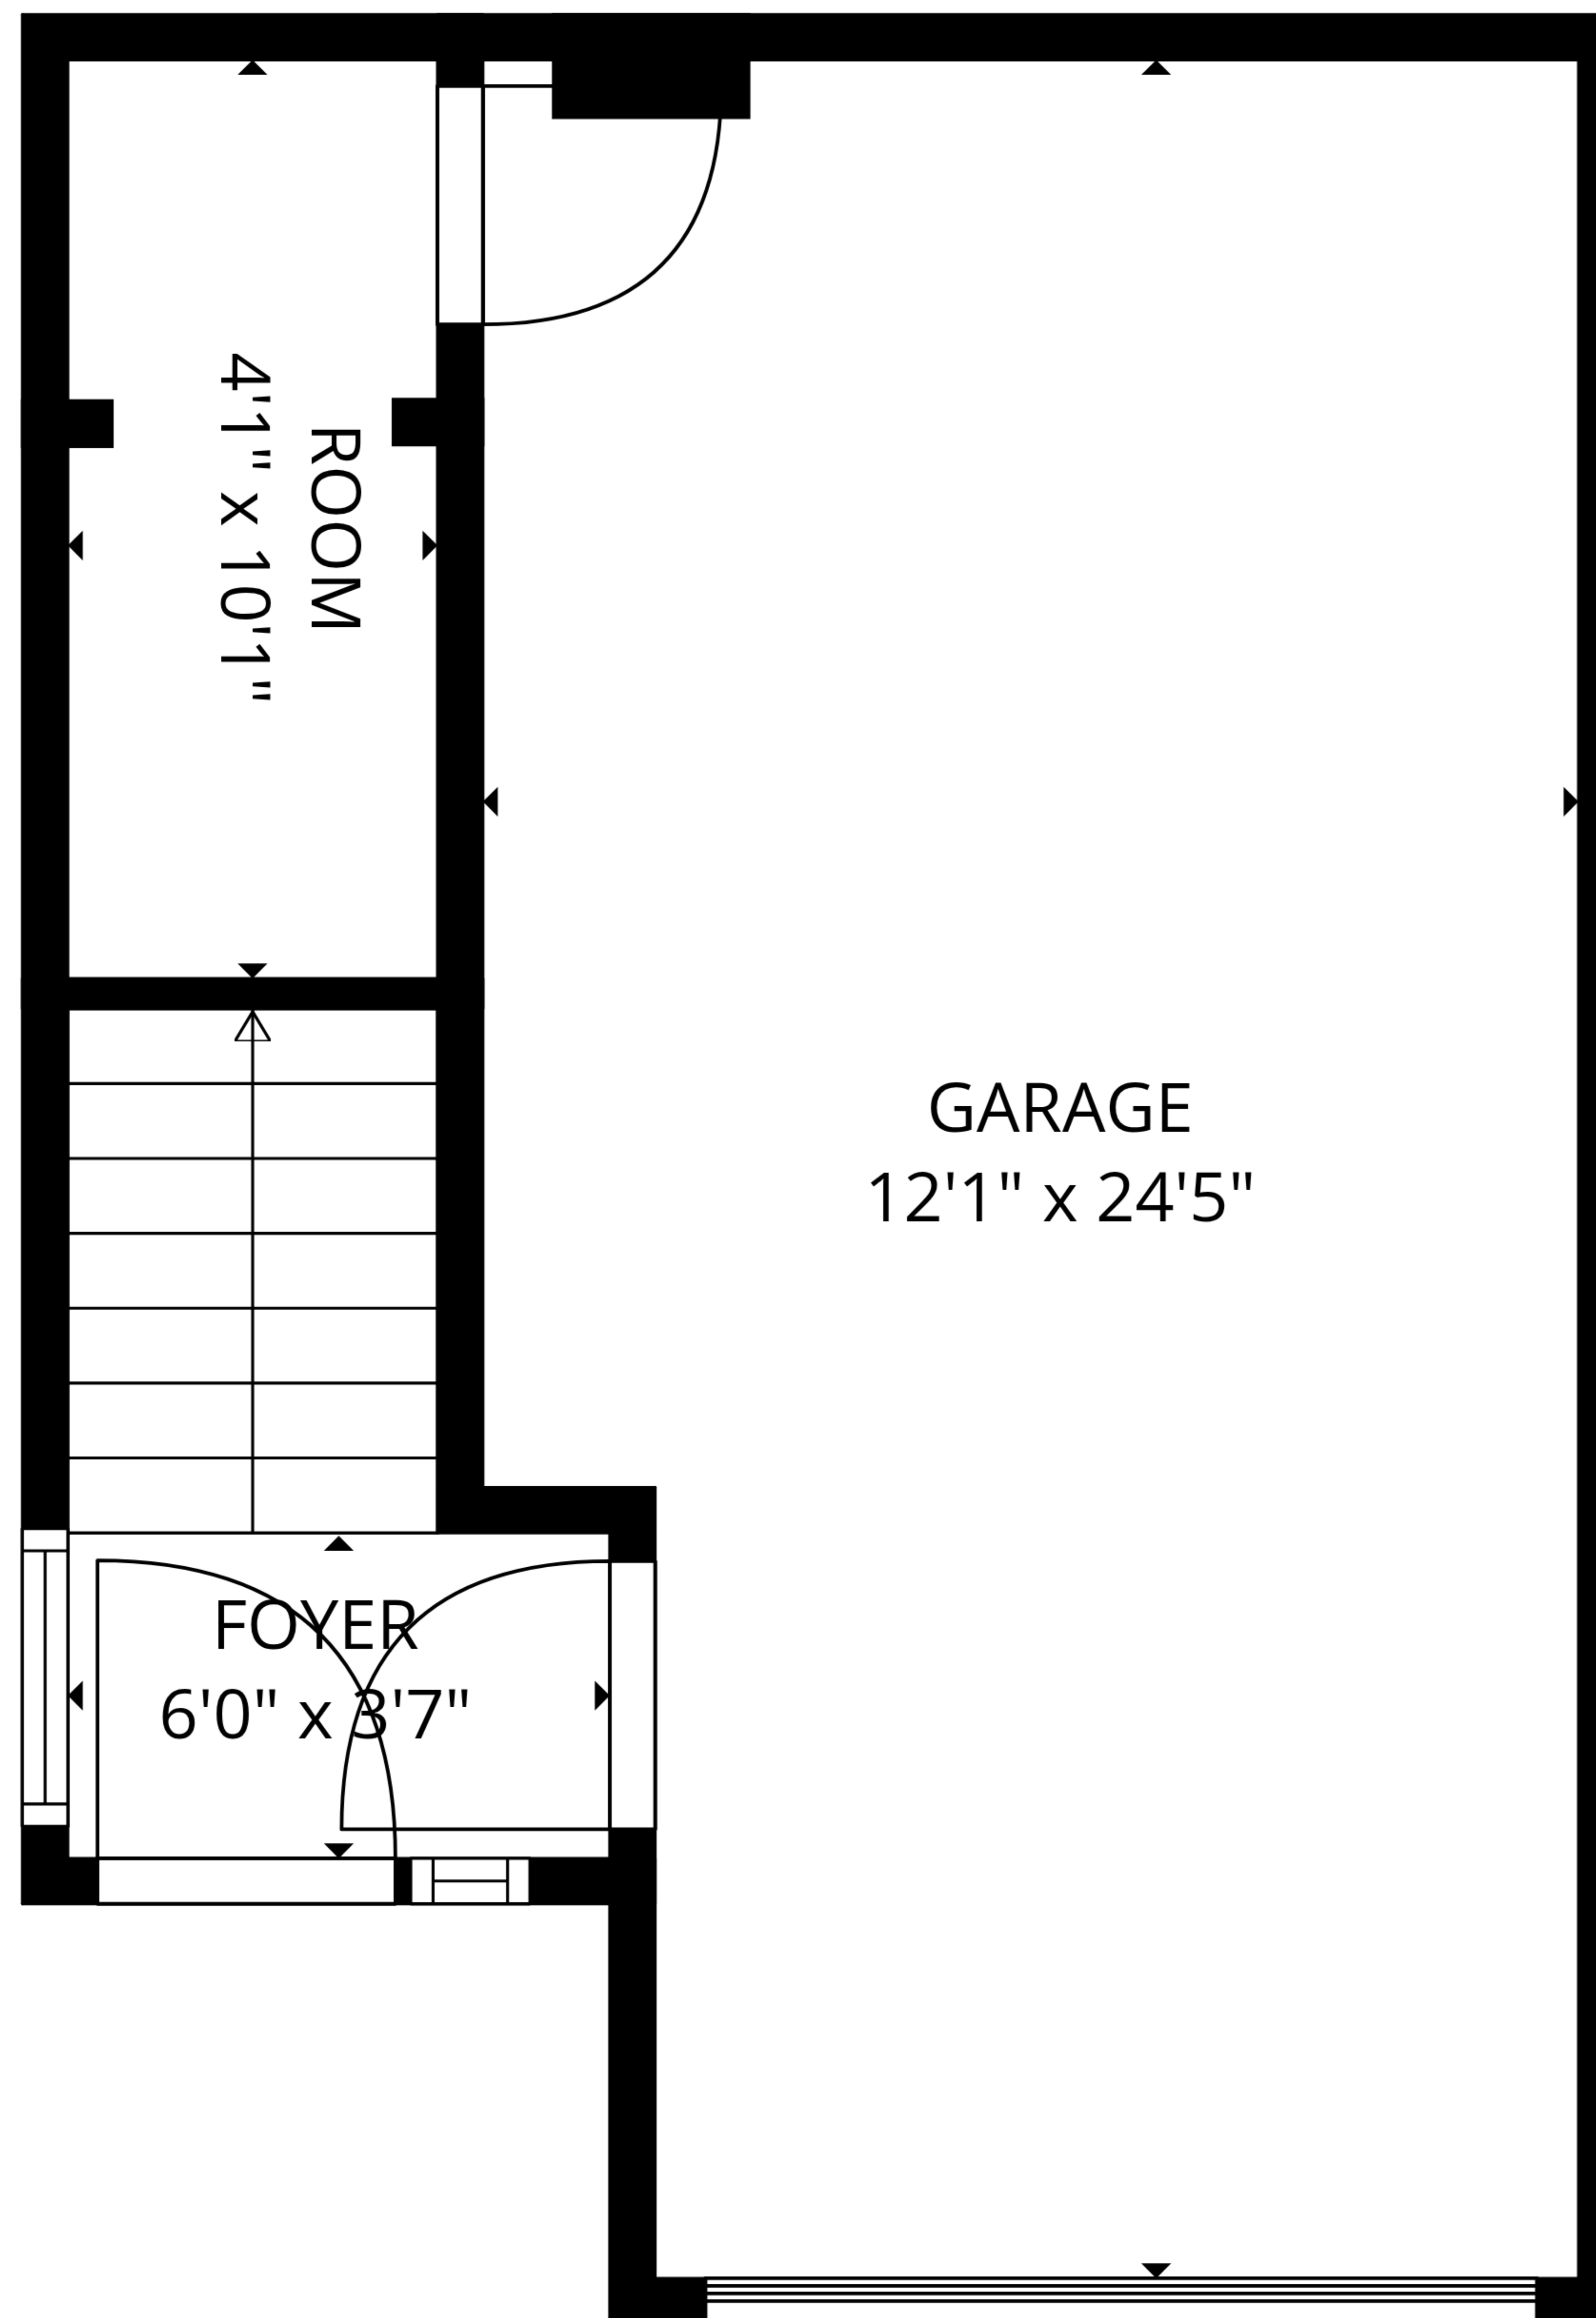 ROOM
4'1" x 10'1"
GARAGE
12'1" x 24'5"
FOYER
6'0" x 3'7"